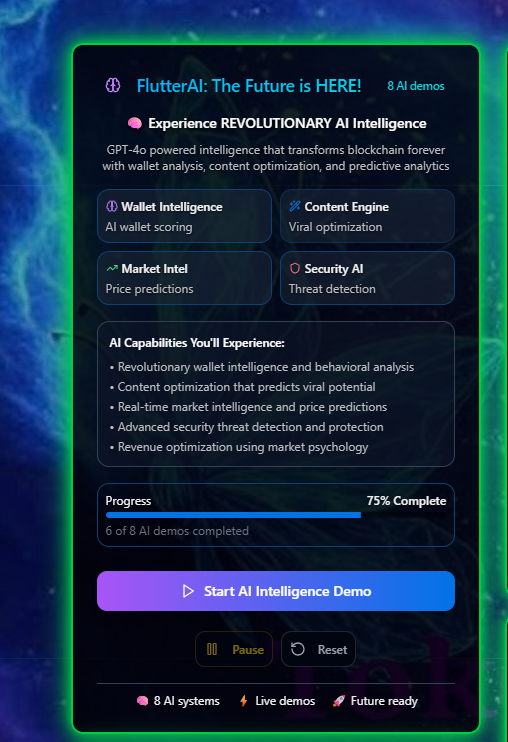 FlutterAI: The Future is HERE! 8 AI demos
🧠 Experience REVOLUTIONARY AI Intelligence
GPT-4o powered intelligence that transforms blockchain forever
with wallet analysis, content optimization, and predictive analytics
Wallet Intelligence
AI wallet scoring
Content Engine
Viral optimization
Market Intel
Price predictions
Security AI
Threat detection
AI Capabilities You'll Experience:
• Revolutionary wallet intelligence and behavioral analysis
• Content optimization that predicts viral potential
• Real-time market intelligence and price predictions
• Advanced security threat detection and protection
• Revenue optimization using market psychology
Progress 75% Complete
6 of 8 AI demos completed
Start AI Intelligence Demo
Pause Reset
🧠 8 AI systems ⚡ Live demos 🚀 Future ready